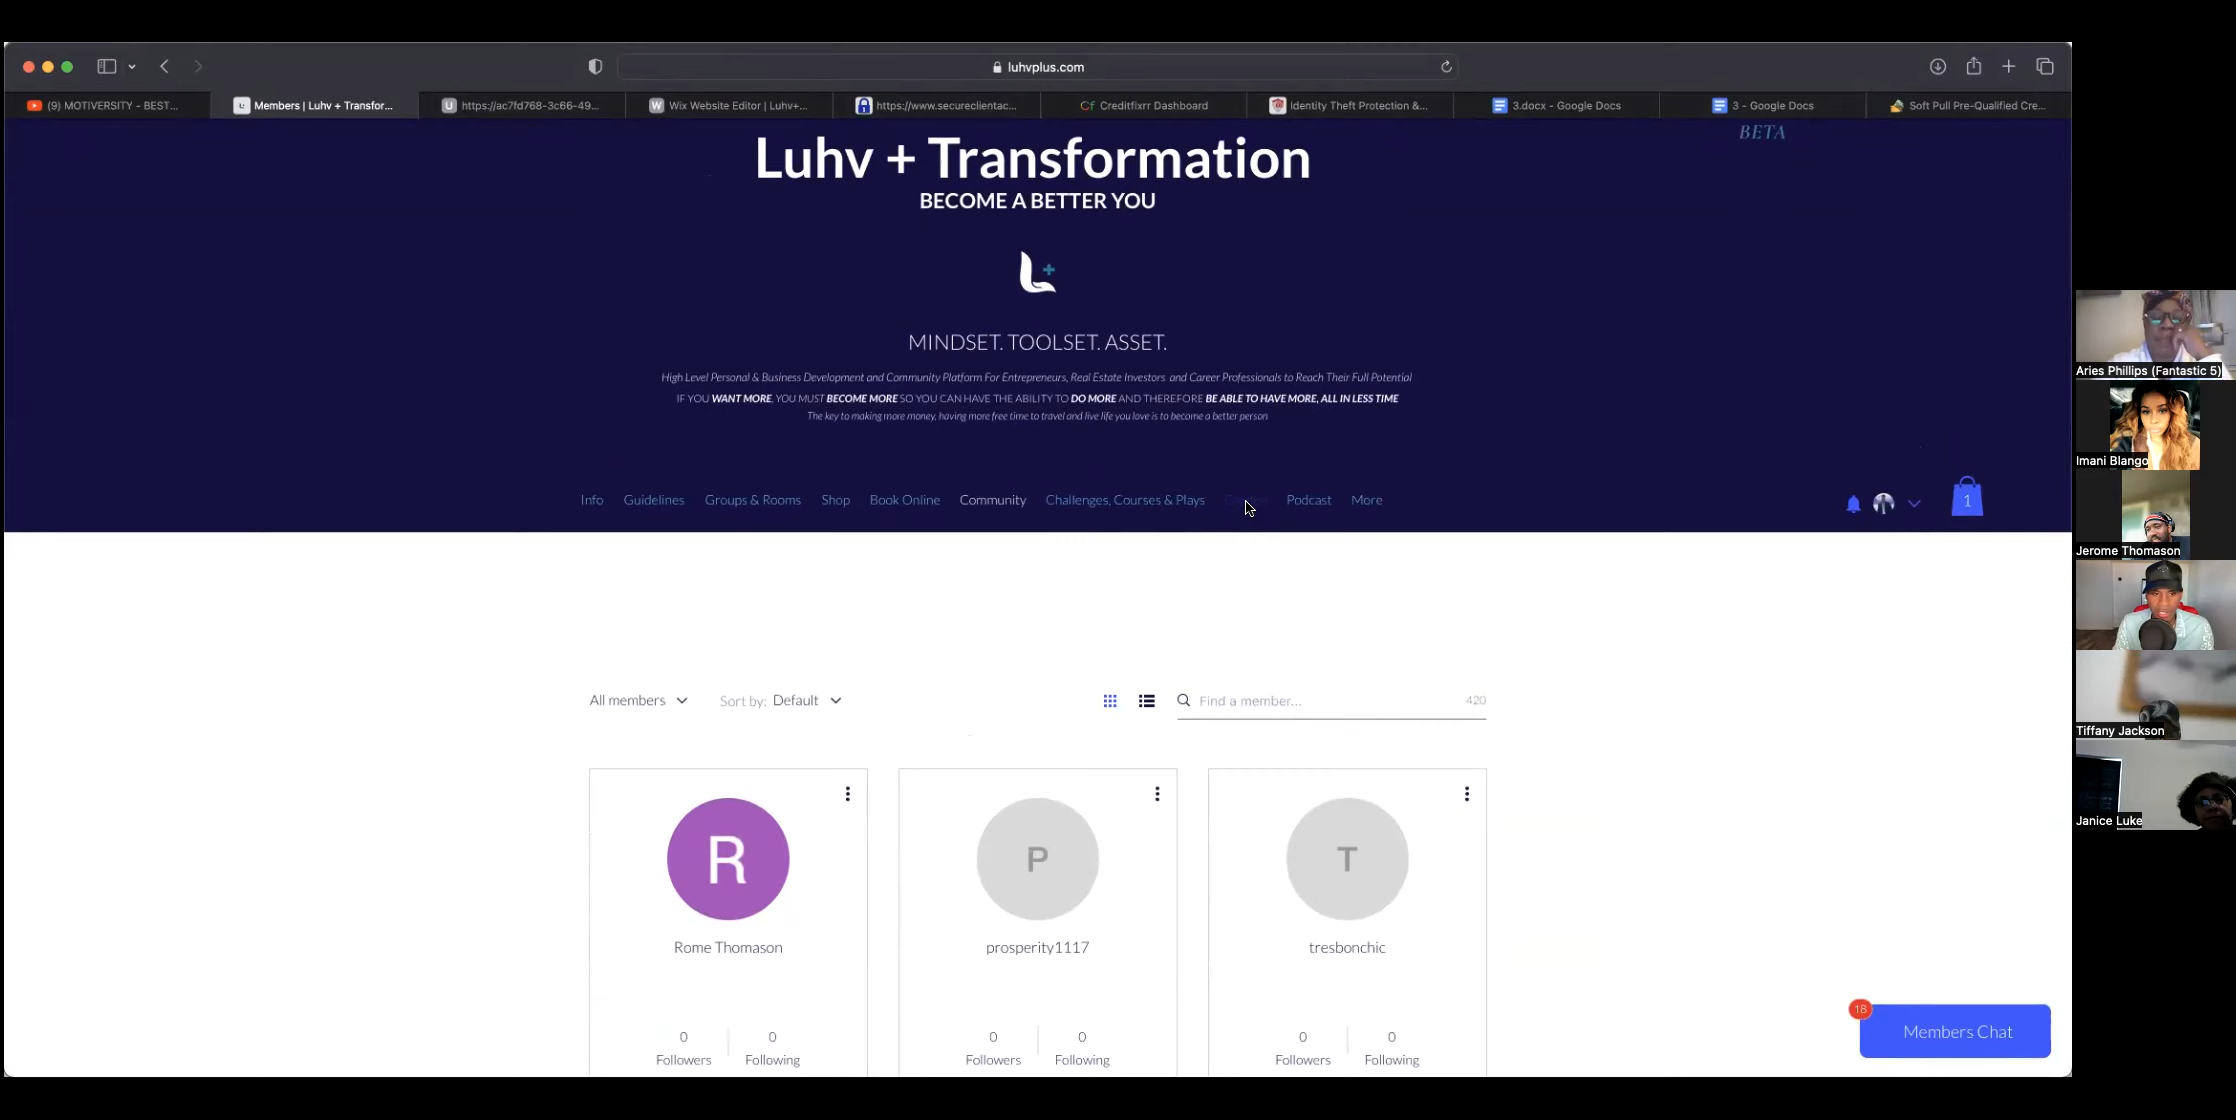 luhvplus.com
(9) MOTIVERSITY - BEST...
Members | Luhv + Transfor...
https://ac7fd768-3c66-49...
Wix Website Editor | Luhv+...
https://www.secureclientac...
Creditfixrr Dashboard
Identity Theft Protection &...
3.docx - Google Docs
3 - Google Docs
Soft Pull Pre-Qualified Cre...
BETA
Luhv + Transformation
BECOME A BETTER YOU
MINDSET. TOOLSET. ASSET.
High Level Personal & Business Development and Community Platform For Entrepreneurs, Real Estate Investors and Career Professionals to Reach Their Full Potential
IF YOU WANT MORE, YOU MUST BECOME MORE SO YOU CAN HAVE THE ABILITY TO DO MORE AND THEREFORE BE ABLE TO HAVE MORE, ALL IN LESS TIME
The key to making more money, having more free time to travel and live life you love is to become a better person
Info Guidelines Groups & Rooms Shop Book Online Community Challenges, Courses & Plays Podcast More
1
All members Sort by: Default Find a member... 420
R P T
Rome Thomason prosperity1117 tresbonchic
0 0 0 0 0 0
Followers Following Followers Following Followers Following
18
Members Chat
Aries Phillips (Fantastic 5)
Imani Blango
Jerome Thomason
Tiffany Jackson
Janice Luke